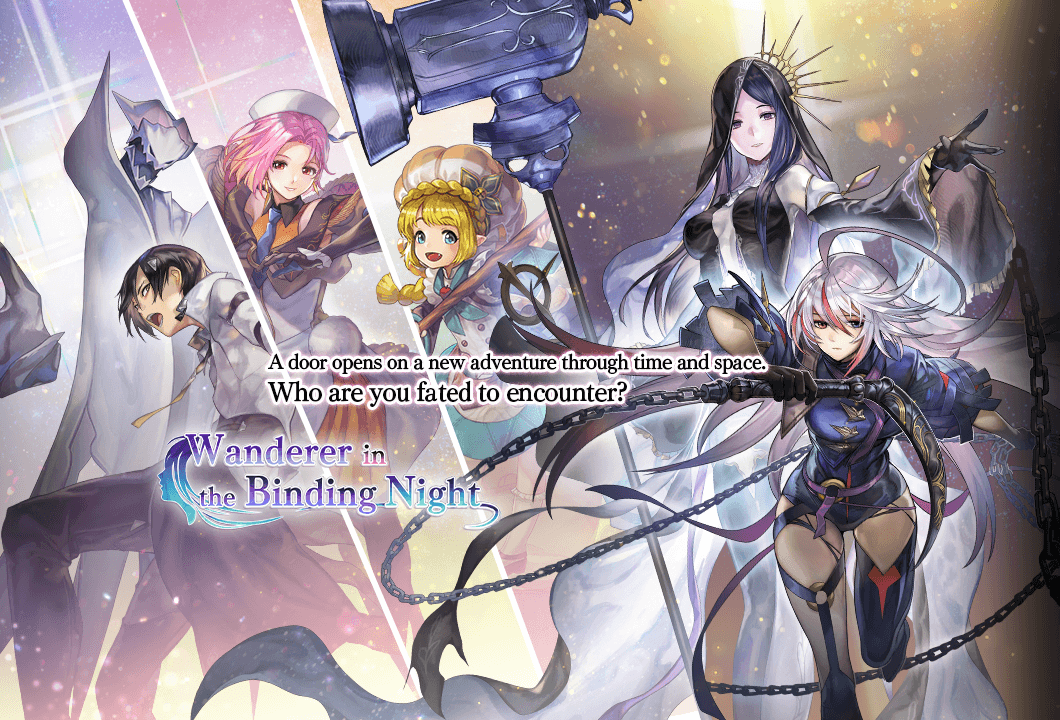 A door opens on a new adventure through time and space.
Who are you fated to encounter?
Wanderer in
the Binding Night